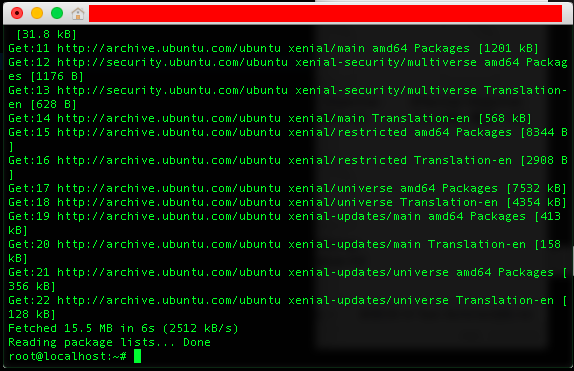 [31.8 kB]
Get:11 http://archive.ubuntu.com/ubuntu xenial/main amd64 Packages [1201 kB]
Get:12 http://security.ubuntu.com/ubuntu xenial-security/multiverse amd64 Packag
es [1176 B]
Get:13 http://security.ubuntu.com/ubuntu xenial-security/multiverse Translation-
en [628 B]
Get:14 http://archive.ubuntu.com/ubuntu xenial/main Translation-en [568 kB]
Get:15 http://archive.ubuntu.com/ubuntu xenial/restricted amd64 Packages [8344 B
]
Get:16 http://archive.ubuntu.com/ubuntu xenial/restricted Translation-en [2908 B
]
Get:17 http://archive.ubuntu.com/ubuntu xenial/universe amd64 Packages [7532 kB]
Get:18 http://archive.ubuntu.com/ubuntu xenial/universe Translation-en [4354 kB]
Get:19 http://archive.ubuntu.com/ubuntu xenial-updates/main amd64 Packages [413
kB]
Get:20 http://archive.ubuntu.com/ubuntu xenial-updates/main Translation-en [158
kB]
Get:21 http://archive.ubuntu.com/ubuntu xenial-updates/universe amd64 Packages [
356 kB]
Get:22 http://archive.ubuntu.com/ubuntu xenial-updates/universe Translation-en [
128 kB]
Fetched 15.5 MB in 6s (2512 kB/s)
Reading package lists... Done
root@localhost:~#